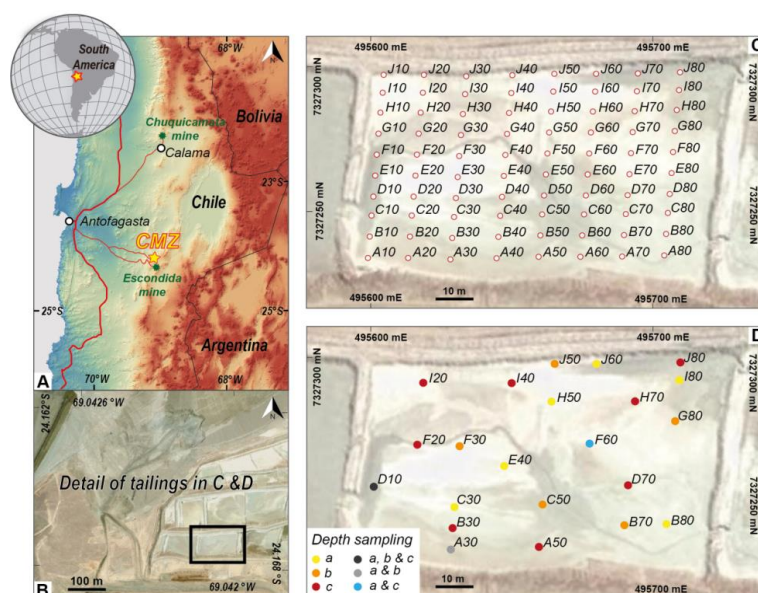 South
America
68° W
Bolivia
Chuquicamata
mine
Calama
23°S
Chile
Antofagasta
CMZ
Escondida
mine
25°S
25°S
Argentina
A
70° W
68° W
69.0426 °W
24.162°S
Detail of tailings in C &D
B
100 m
69.042° W
24.168 °S
495600 mE
495700 mE
C
7327300 mN
7327300 mN
J10 J20 J30 J40 J50 J60 J70 J80
I10 I20 I30 I40 I50 I60 I70 I80
H10 H20 H30 H40 H50 H60 H70 H80
G10 G20 G30 G40 G50 G60 G70 G80
F10 F20 F30 F40 F50 F60 F70 F80
E10 E20 E30 E40 E50 E60 E70 E80
D10 D20 D30 D40 D50 D60 D70 D80
7327250 mN
7327250 mN
C10 C20 C30 C40 C50 C60 C70 C80
B10 B20 B30 B40 B50 B60 B70 B80
A10 A20 A30 A40 A50 A60 A70 A80
495600 mE
10 m
495700 mE
495600 mE
495700 mE
D
7327300 mN
7327300 mN
J50 J60 J80
I20 I40 I80
H50 H70
G80
F20 F30 F60
E40
D10 D70
7327250 mN
7327250 mN
C30 C50
B30 B70 B80
A30 A50
Depth sampling
a a, b & c
b a & b
c a & c
10 m
495700 mE